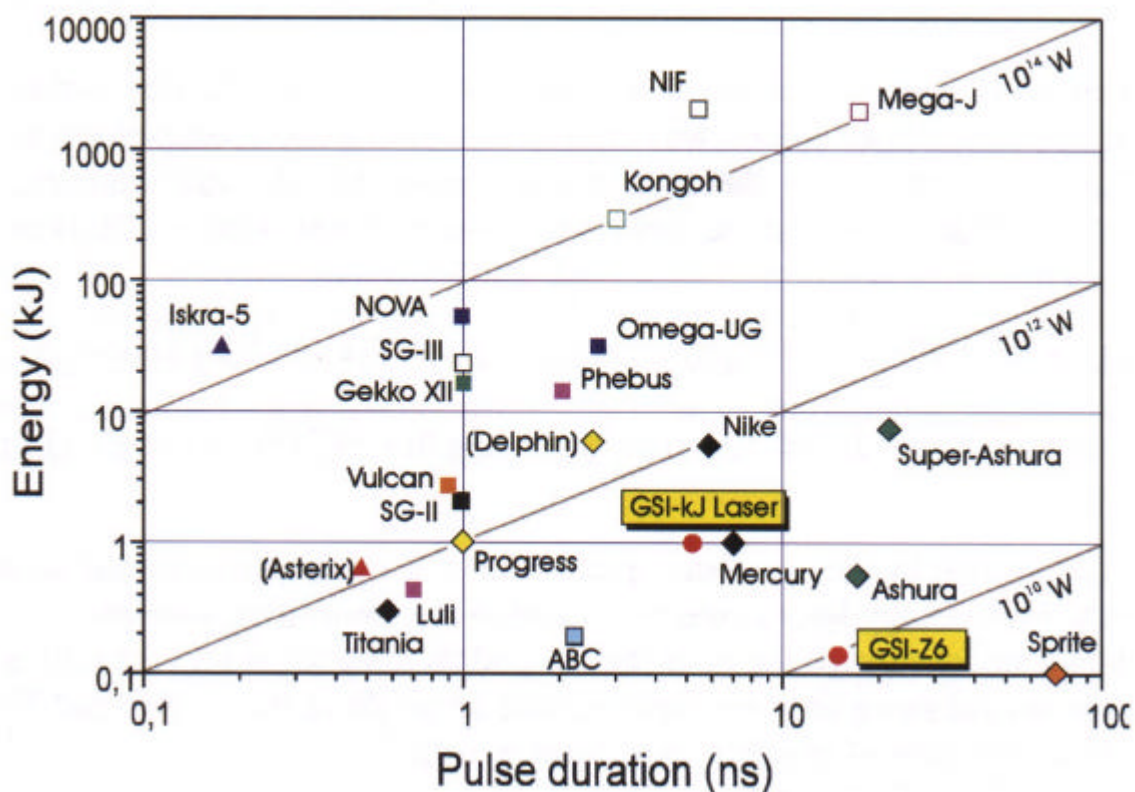 10000
1000
100
10
1
0,1
Energy (kJ)
NIF
Mega-J
10¹⁴ W
Kongoh
Iskra-5
NOVA
Omega-UG
10¹² W
SG-III
Gekko XII
Phebus
(Delphin)
Nike
Super-Ashura
Vulcan
SG-II
GSI-kJ Laser
Progress
(Asterix)
Mercury
Ashura
10¹⁰ W
Luli
Titania
ABC
GSI-Z6
Sprite
0,1
1
10
100
Pulse duration (ns)